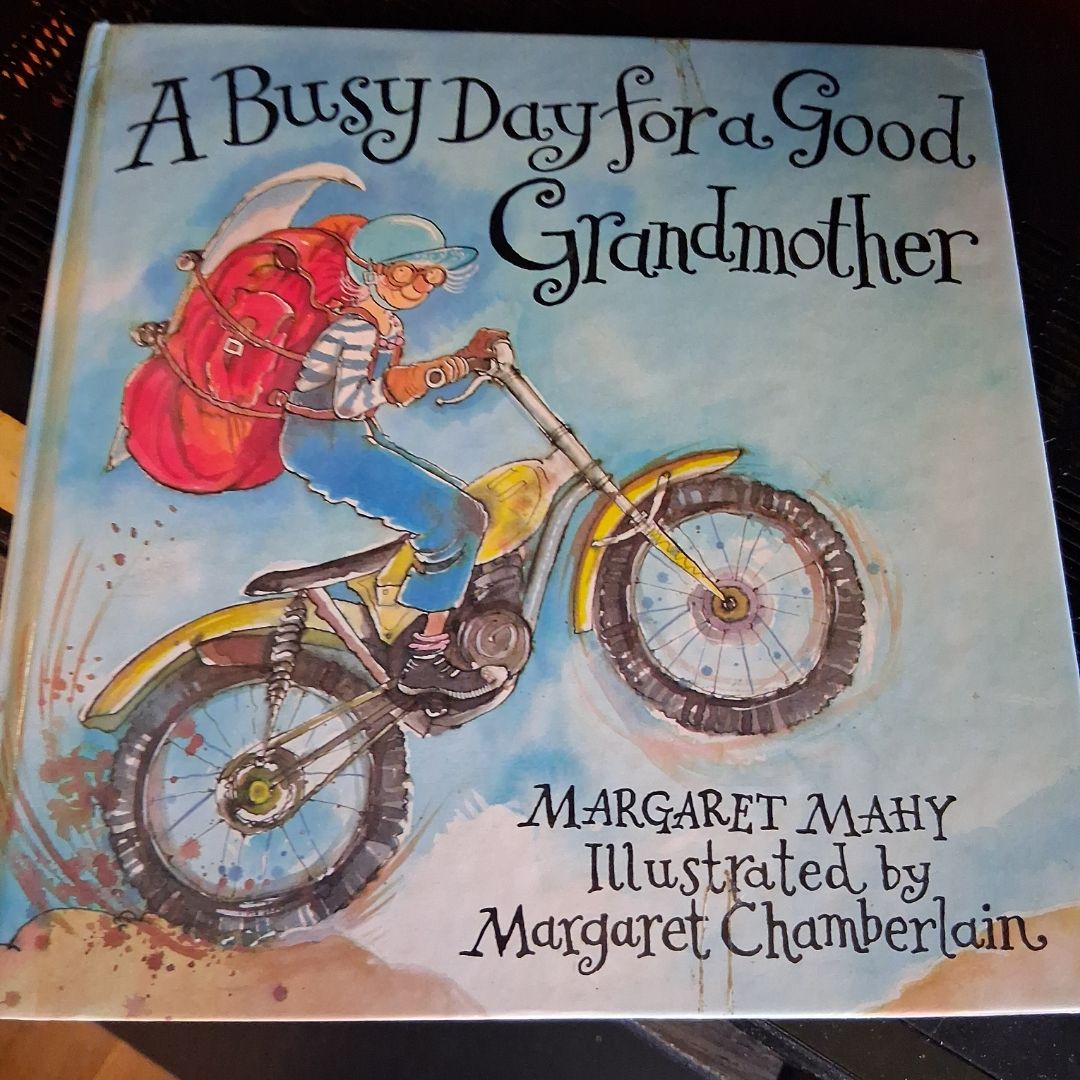 A Busy Day for a Good
Grandmother
MARGARET MAHY
Illustrated by
Margaret Chamberlain